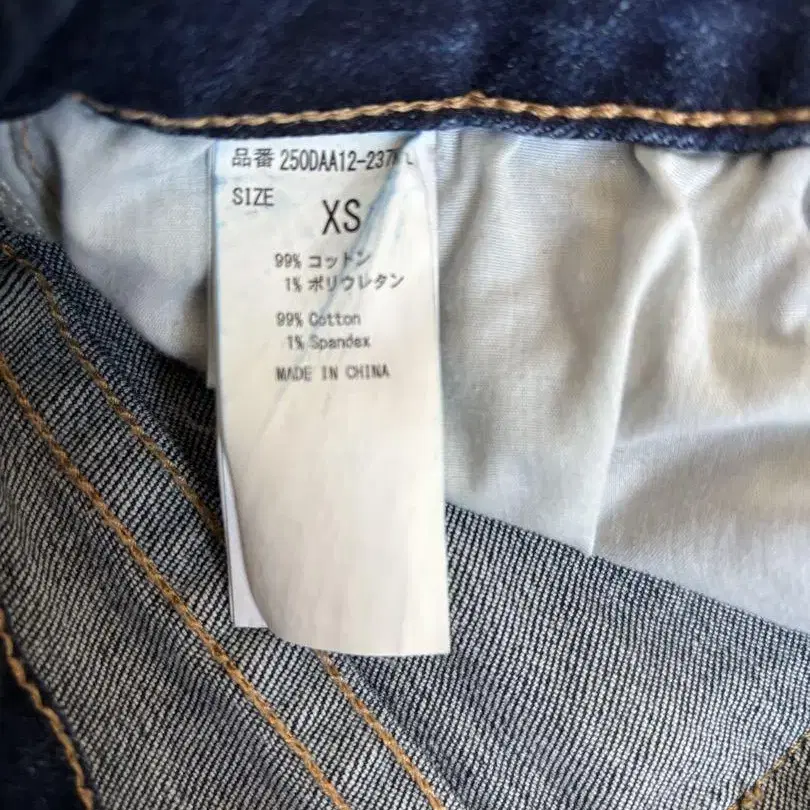 品番 250DAA12-237
SIZE
XS
99% コットン
1% ポリウレタン
99% Cotton
1% Spandex
MADE IN CHINA